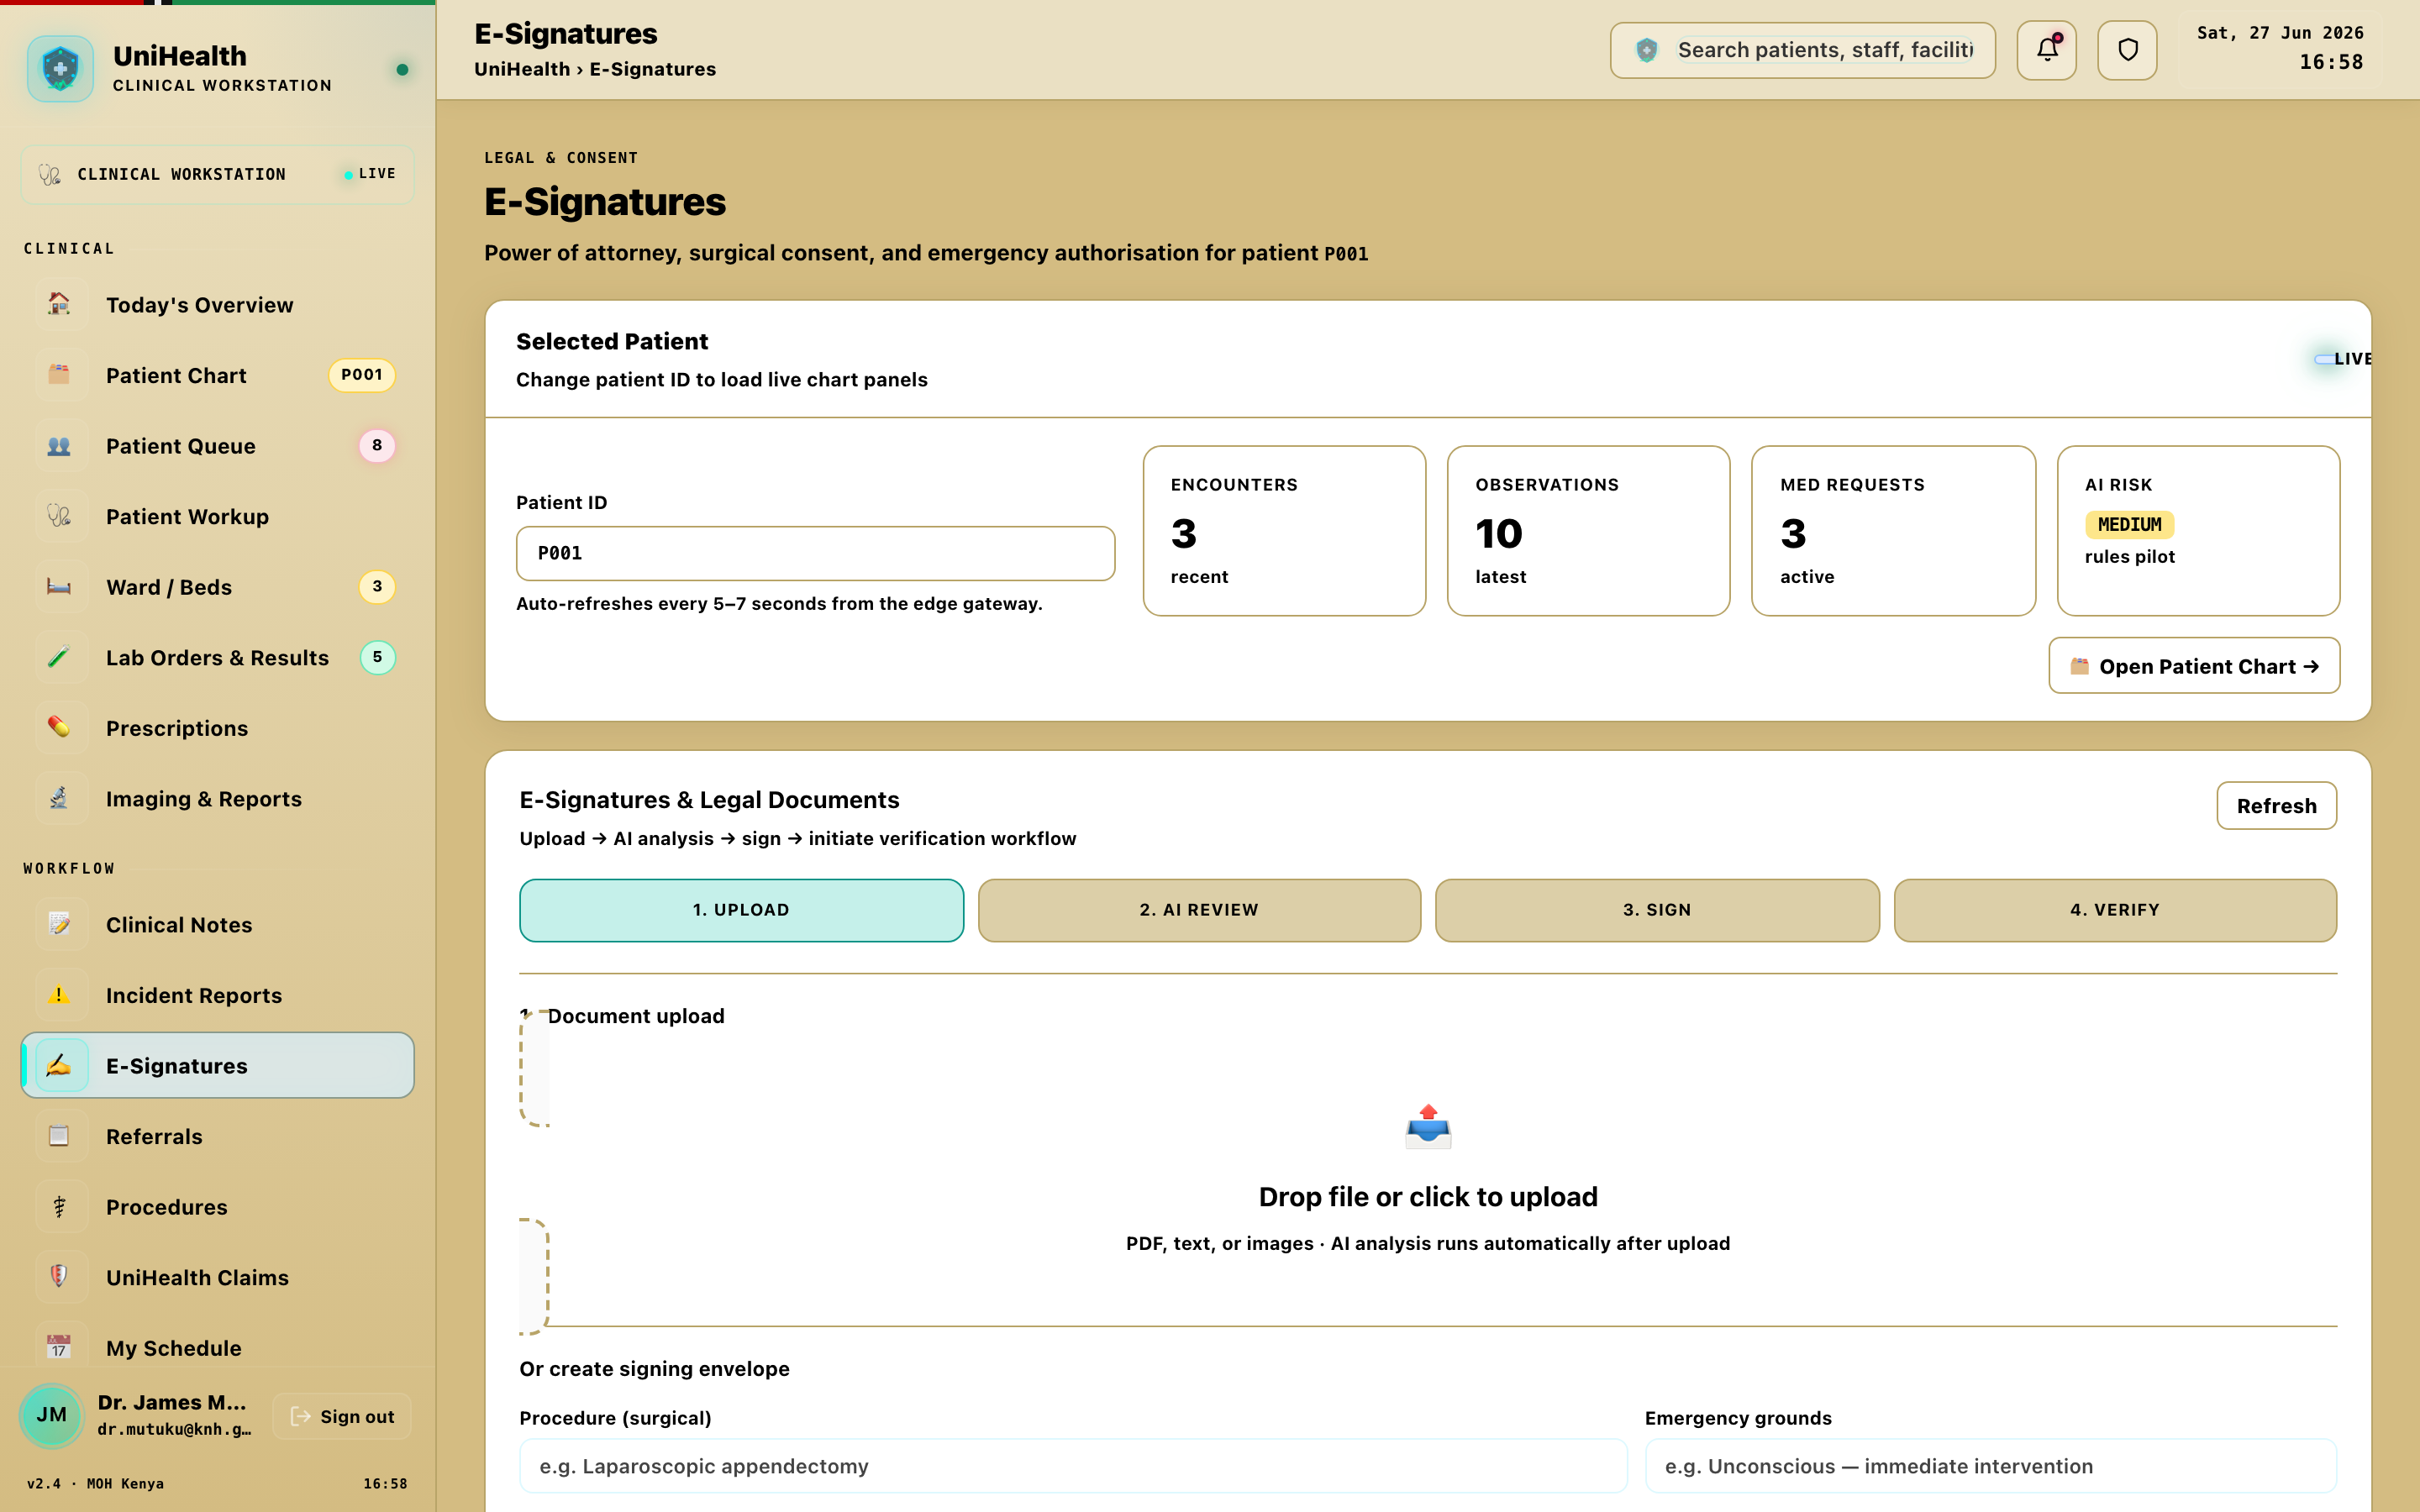 UniHealth
CLINICAL WORKSTATION
CLINICAL WORKSTATION
LIVE
CLINICAL
Today's Overview
Patient Chart
P001
Patient Queue
8
Patient Workup
Ward / Beds
3
Lab Orders & Results
5
Prescriptions
Imaging & Reports
WORKFLOW
Clinical Notes
Incident Reports
E-Signatures
Referrals
Procedures
UniHealth Claims
17
My Schedule
JM
Dr. James M...
dr.mutuku@knh.g...
Sign out
v2.4 · MOH Kenya
16:58
E-Signatures
UniHealth › E-Signatures
Search patients, staff, faciliti
Sat, 27 Jun 2026
16:58
LEGAL & CONSENT
E-Signatures
Power of attorney, surgical consent, and emergency authorisation for patient P001
Selected Patient
Change patient ID to load live chart panels
LIVE
Patient ID
P001
Auto-refreshes every 5–7 seconds from the edge gateway.
ENCOUNTERS
3
recent
OBSERVATIONS
10
latest
MED REQUESTS
3
active
AI RISK
MEDIUM
rules pilot
Open Patient Chart →
E-Signatures & Legal Documents
Upload → AI analysis → sign → initiate verification workflow
Refresh
1. UPLOAD
2. AI REVIEW
3. SIGN
4. VERIFY
Document upload
Drop file or click to upload
PDF, text, or images · AI analysis runs automatically after upload
Or create signing envelope
Procedure (surgical)
e.g. Laparoscopic appendectomy
Emergency grounds
e.g. Unconscious — immediate intervention